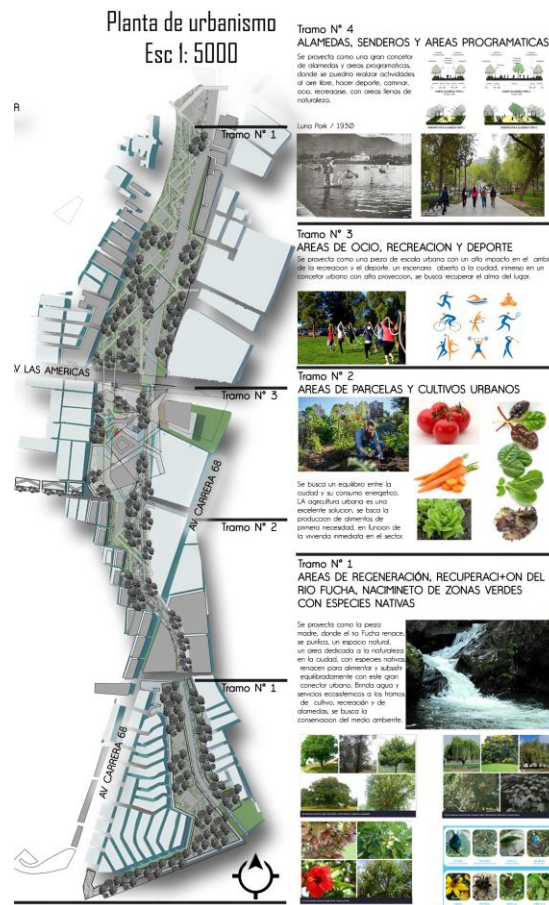 Planta de urbanismo
Esc 1: 5000
R
Tramo N° 1
AV LAS AMERICAS
Tramo N° 3
AV CARRERA 68
Tramo N° 2
Tramo N° 1
AV CARRERA 68
Tramo N° 4
ALAMEDAS, SENDEROS Y AREAS PROGRAMATICAS
Se proyecta como una gran conector
de alamedas y areas programaticas,
donde se puedna realizar actividades
al aire libre, hacer deporte, caminar,
ocio, recrearse, con areas llenas de
naturaleza.
Luna Park / 1930
Tramo N° 3
AREAS DE OCIO, RECREACION Y DEPORTE
Se proyecta como una pieza de escala urbana con un alto impacto en el ambi
de la recreacion y el deporte, un escenario abierto a la ciudad, inmerso en un
conector urbano con alta proyeccion, se busca recuperar el alma del lugar.
Tramo N° 2
AREAS DE PARCELAS Y CULTIVOS URBANOS
Se busca un equilibro entre la
ciudad y su consumo energetico.
LA agricultura urbana es una
excelente solucion, se bsca la
produccion de alimentos de
primera necesidad, en funcion de
la vivienda inmediata en el sector.
Tramo N° 1
AREAS DE REGENERACIÓN, RECUPERACI+ON DEL
RIO FUCHA, NACIMINETO DE ZONAS VERDES
CON ESPECIES NATIVAS
Se proyecta como la pieza
madre, donde el rio Fucha renace,
se purifica, un espacio natural,
un area dedicada a la naturaleza
en la ciudad, con especies nativas
renacen para alimentar y subsistir
equilibradamente con este gran
conector urbano. Brinda agua y
servicios ecosistemicos a los tramos
de cultivo, recreación y de
alamedas, se busca la
conservacion del medio ambiente.